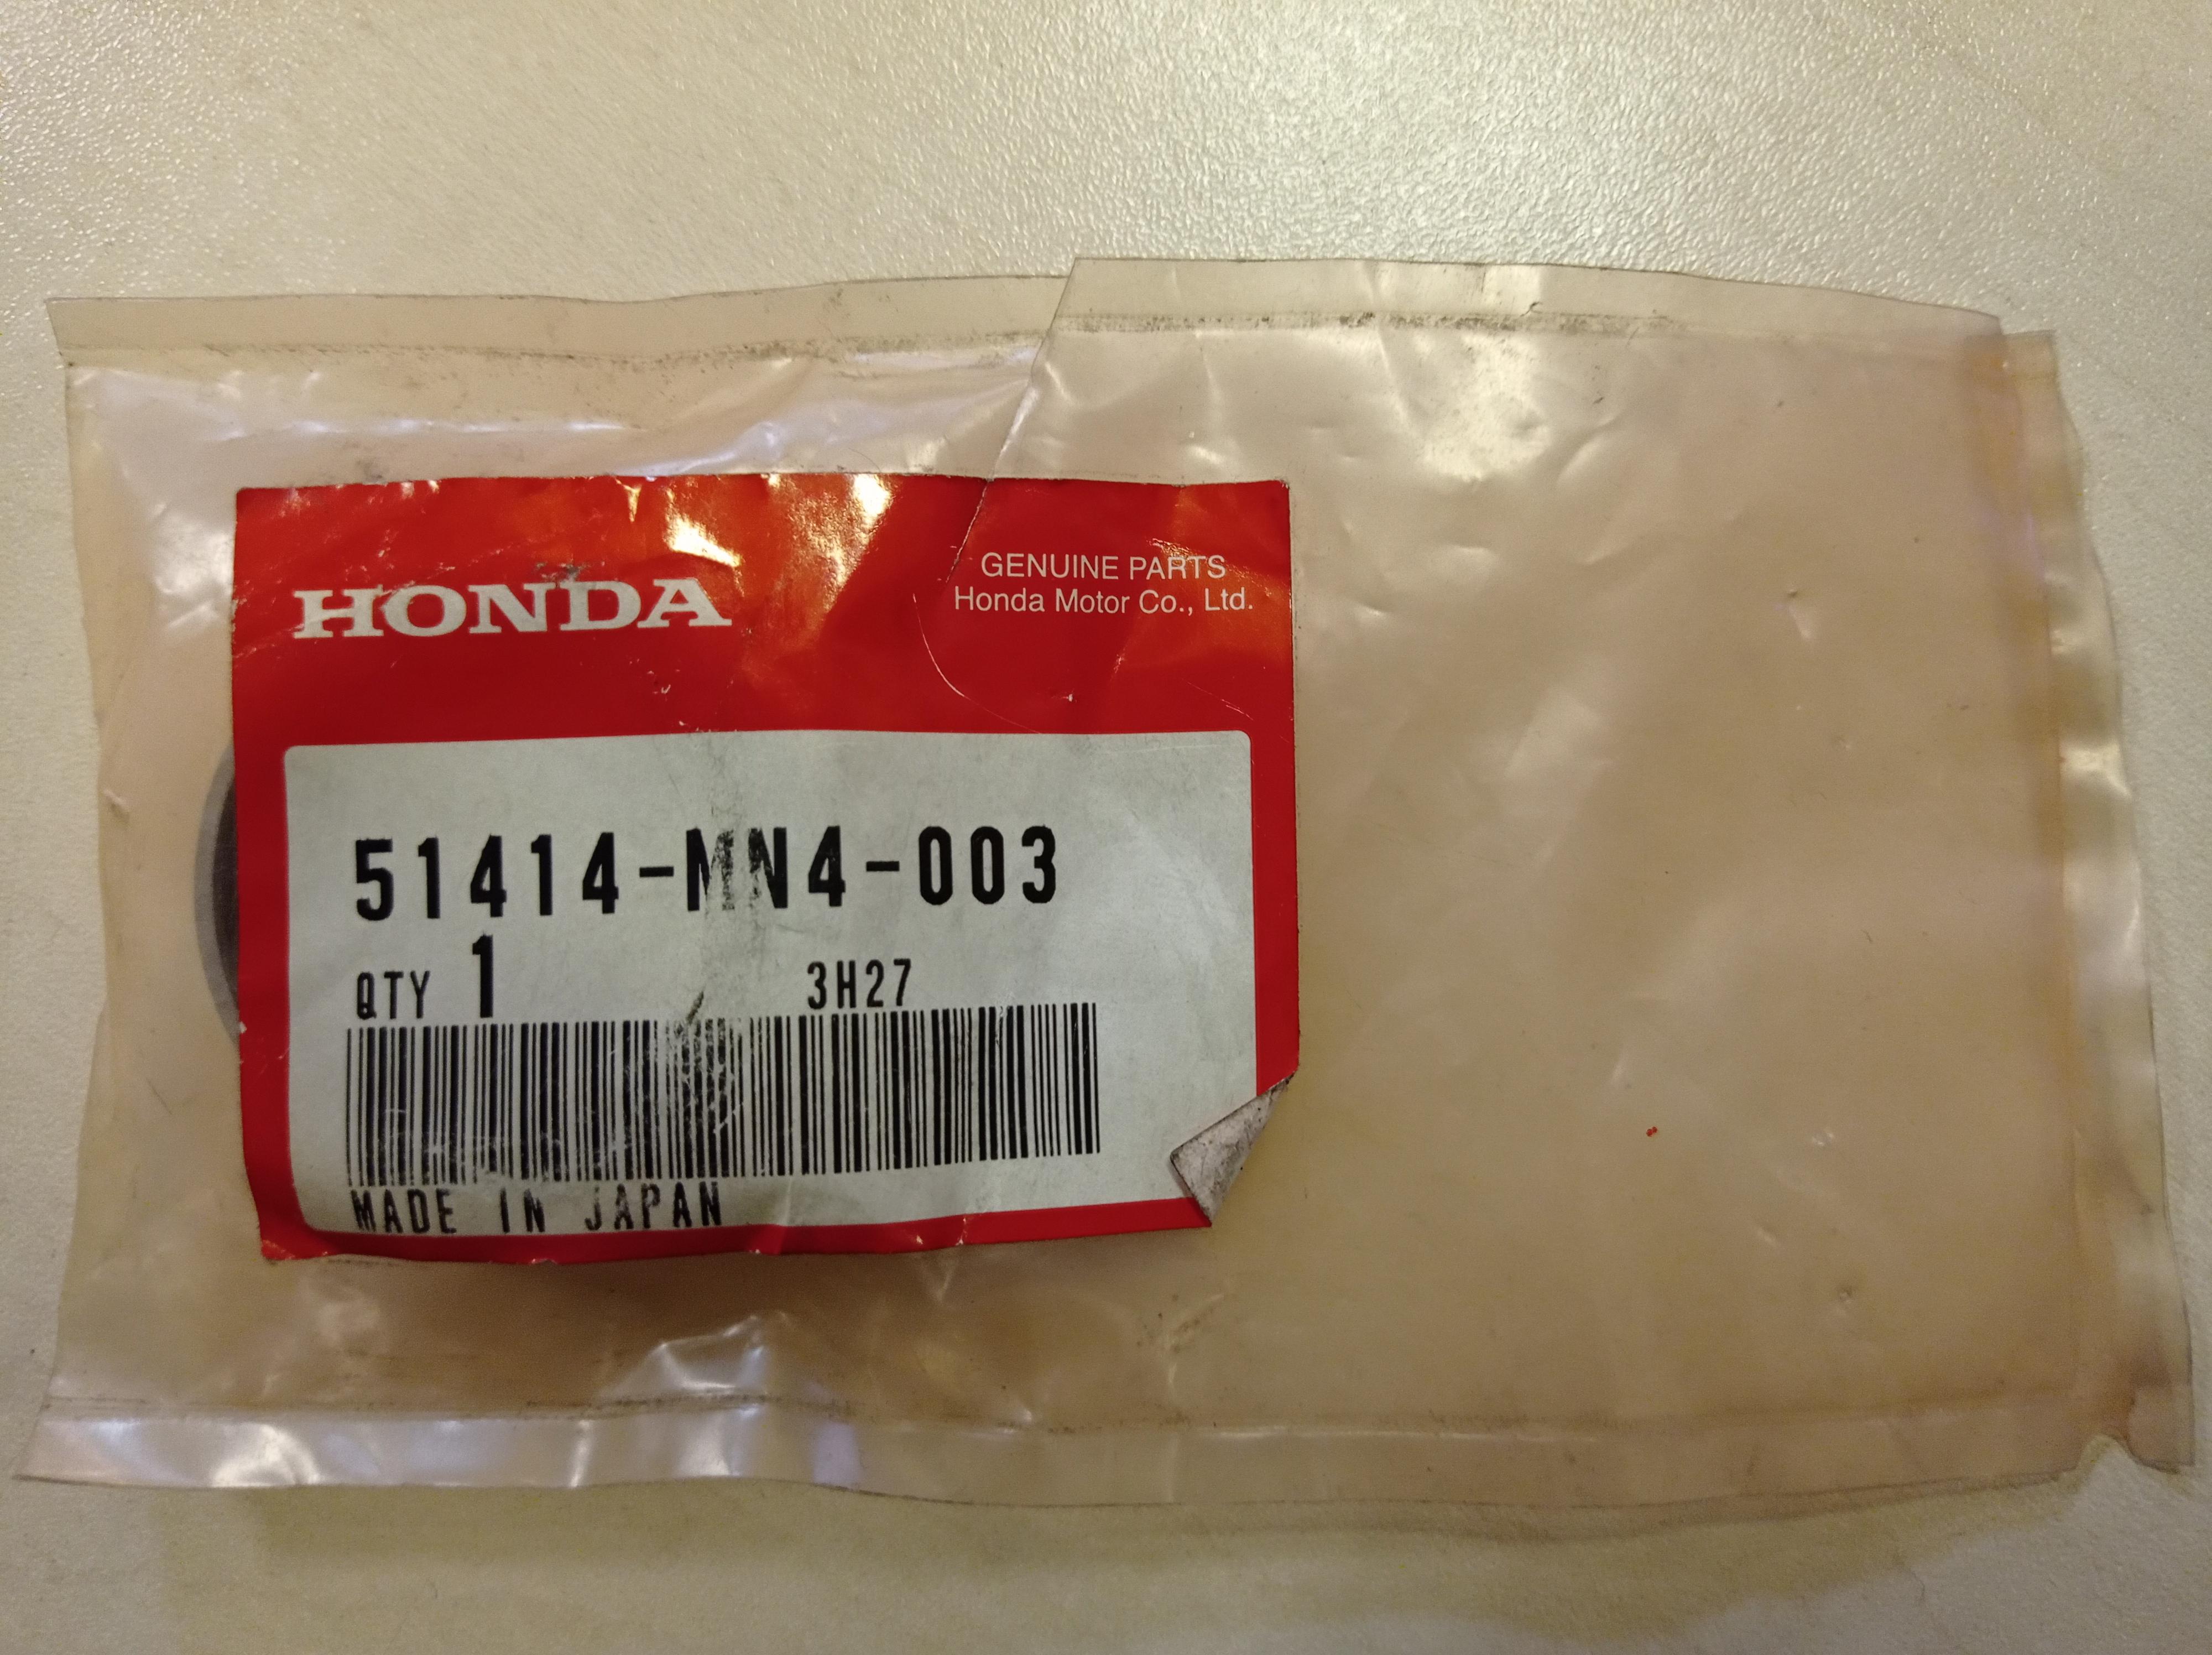 HONDA
GENUINE PARTS
Honda Motor Co., Ltd.
51414-MN4-003
QTY 1 3H27
MADE IN JAPAN